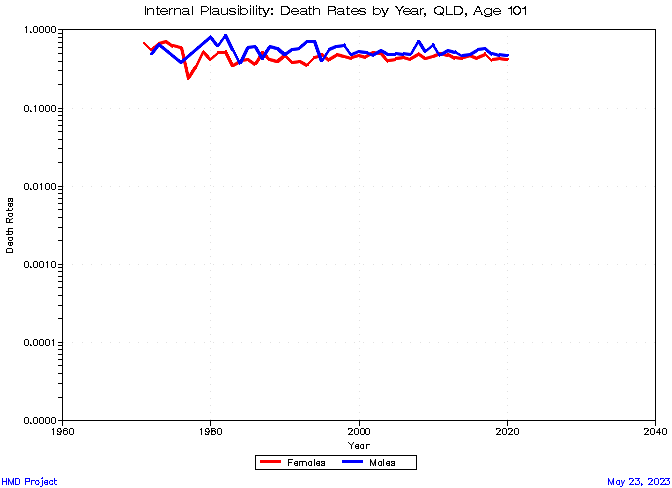 Internal Plausibility: Death Rates by Year, QLD, Age 101
1.0000
0.1000
0.0100
0.0010
0.0001
0.0000
Death Rates
1960
1980
2000
2020
2040
Year
Females
Males
HMD Project
May 23, 2023